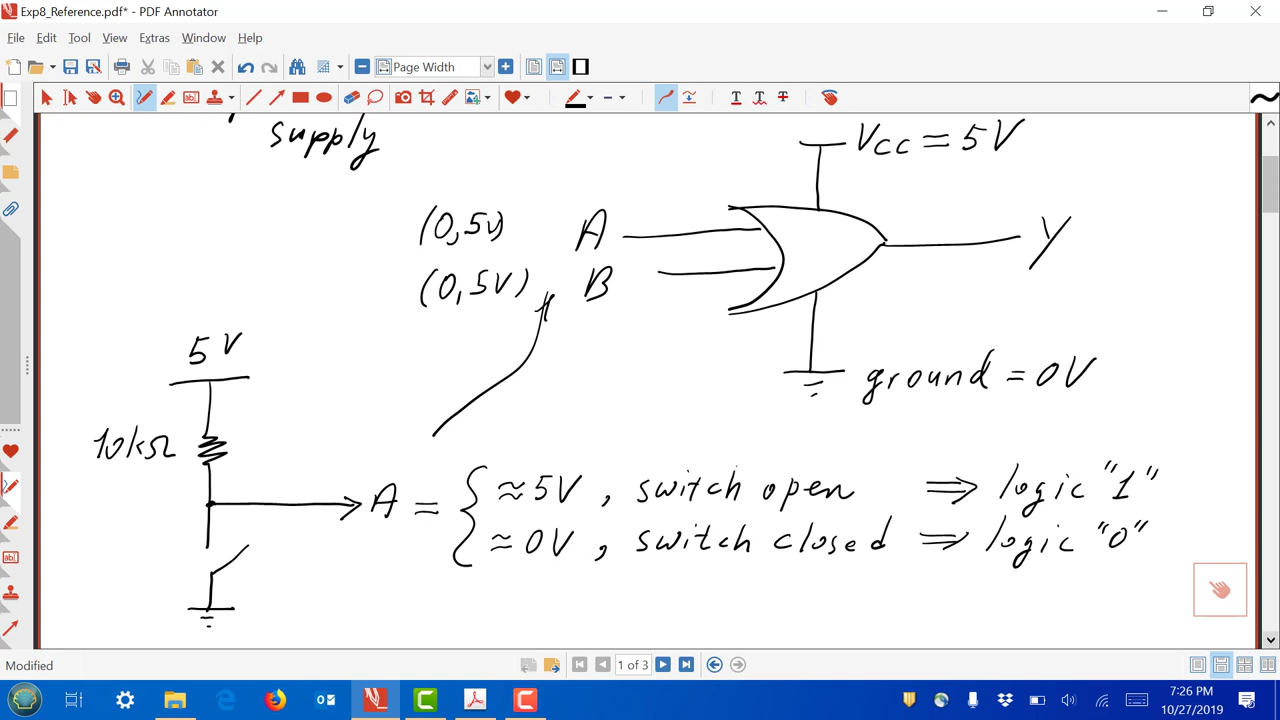 Exp8_Reference.pdf* - PDF Annotator
File Edit Tool View Extras Window Help
Page Width
supply
VCC = 5V
(0,5V) A
Y
(0,5V) B
5V
ground = 0V
10kΩ
A = { ≈5V , switch open ⇒ logic "1"
≈ 0V , switch closed ⇒ logic "0"
Modified
1 of 3
7:26 PM
10/27/2019